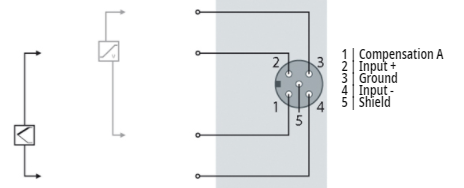 2
3
1
4
5
1 | Compensation A
2 | Input +
3 | Ground
4 | Input -
5 | Shield